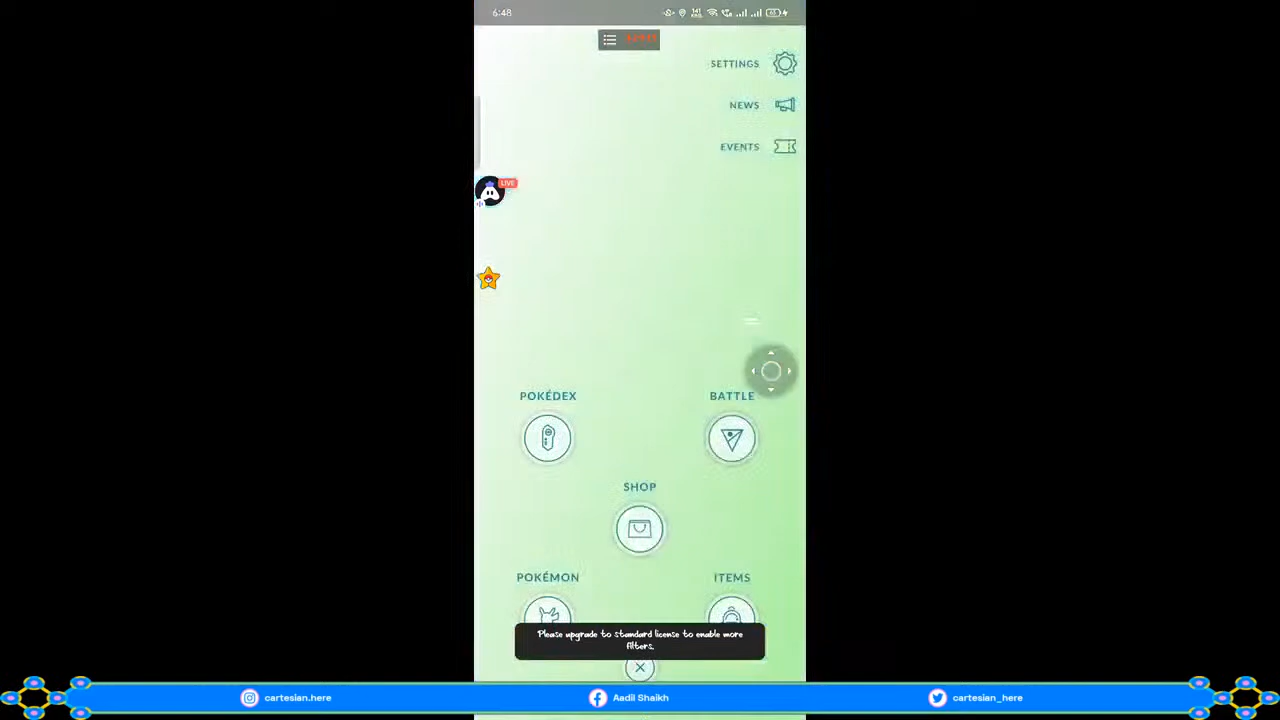 6:48
SETTINGS
NEWS
EVENTS
LIVE
POKÉDEX
BATTLE
SHOP
POKÉMON
ITEMS
Please upgrade to standard license to enable more
filters.
cartesian.here
Aadil Shaikh
cartesian_here